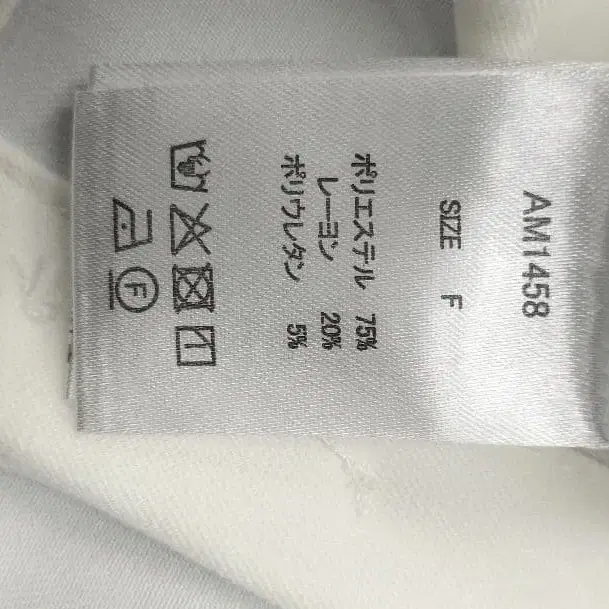 AM1458
SIZE F
ポリエステル 75%
レーヨン 20%
ポリウレタン 5%
F